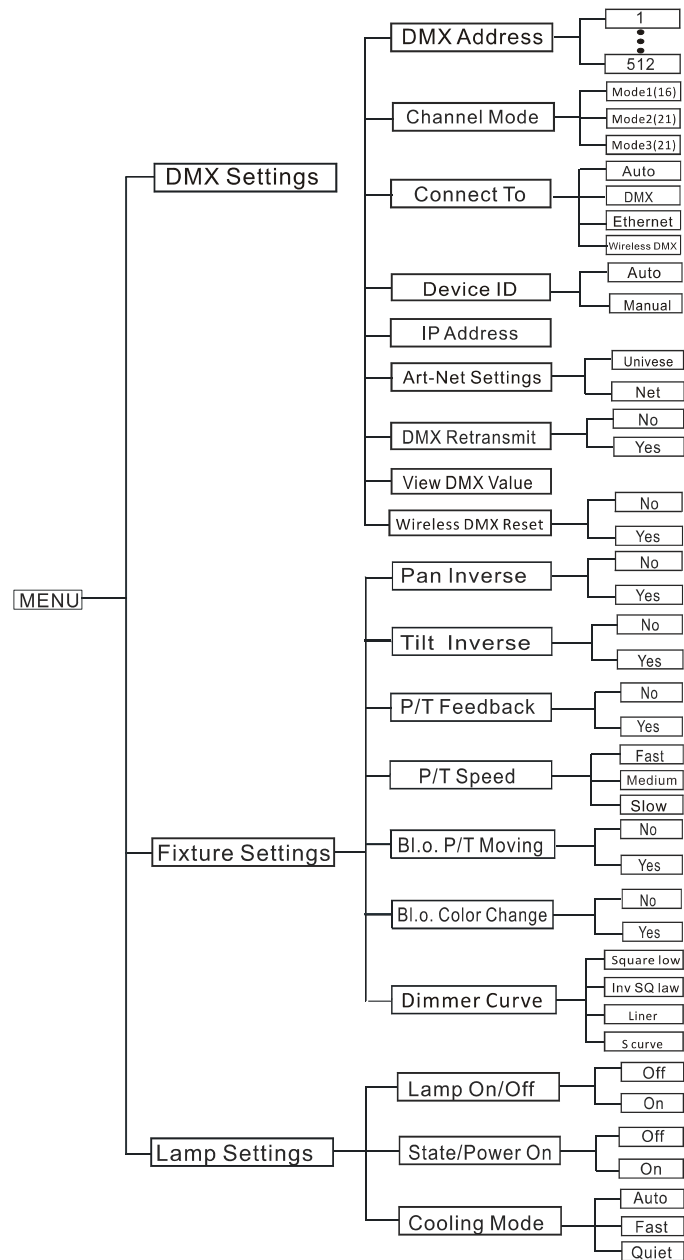 MENU
DMX Settings
DMX Address
1
512
Channel Mode
Mode1(16)
Mode2(21)
Mode3(21)
Connect To
Auto
DMX
Ethernet
Wireless DMX
Device ID
Auto
Manual
IP Address
Art-Net Settings
Univese
Net
DMX Retransmit
No
Yes
View DMX Value
Wireless DMX Reset
No
Yes
Fixture Settings
Pan Inverse
No
Yes
Tilt Inverse
No
Yes
P/T Feedback
No
Yes
P/T Speed
Fast
Medium
Slow
Bl.o. P/T Moving
No
Yes
Bl.o. Color Change
No
Yes
Dimmer Curve
Square low
Inv SQ law
Liner
S curve
Lamp Settings
Lamp On/Off
Off
On
State/Power On
Off
On
Cooling Mode
Auto
Fast
Quiet